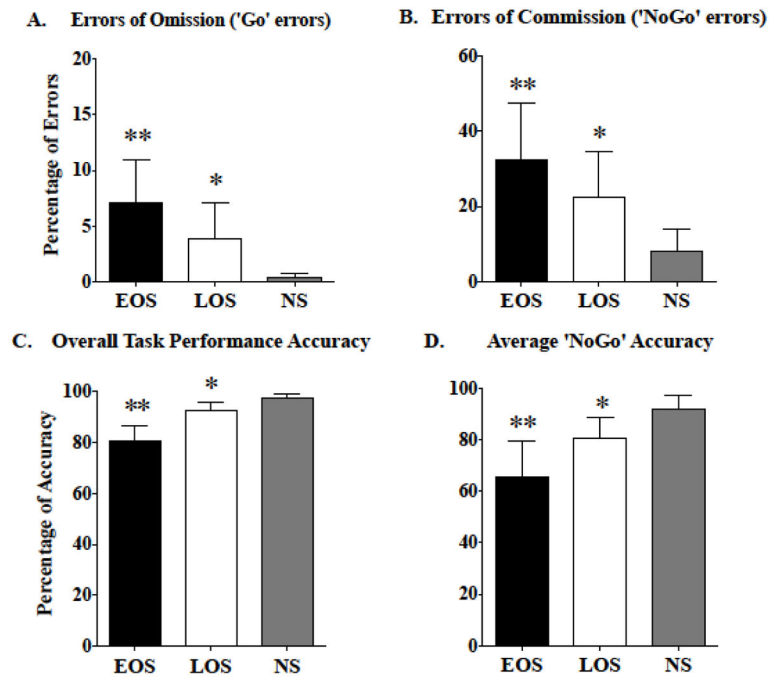 A. Errors of Omission ('Go' errors)
B. Errors of Commission ('NoGo' errors)
Percentage of Errors
20
15
10
5
0
**
*
EOS LOS NS
60
40
20
0
**
*
EOS LOS NS
C. Overall Task Performance Accuracy
D. Average 'NoGo' Accuracy
Percentage of Accuracy
100
80
60
40
20
0
**
*
EOS LOS NS
100
80
60
40
20
0
**
*
EOS LOS NS